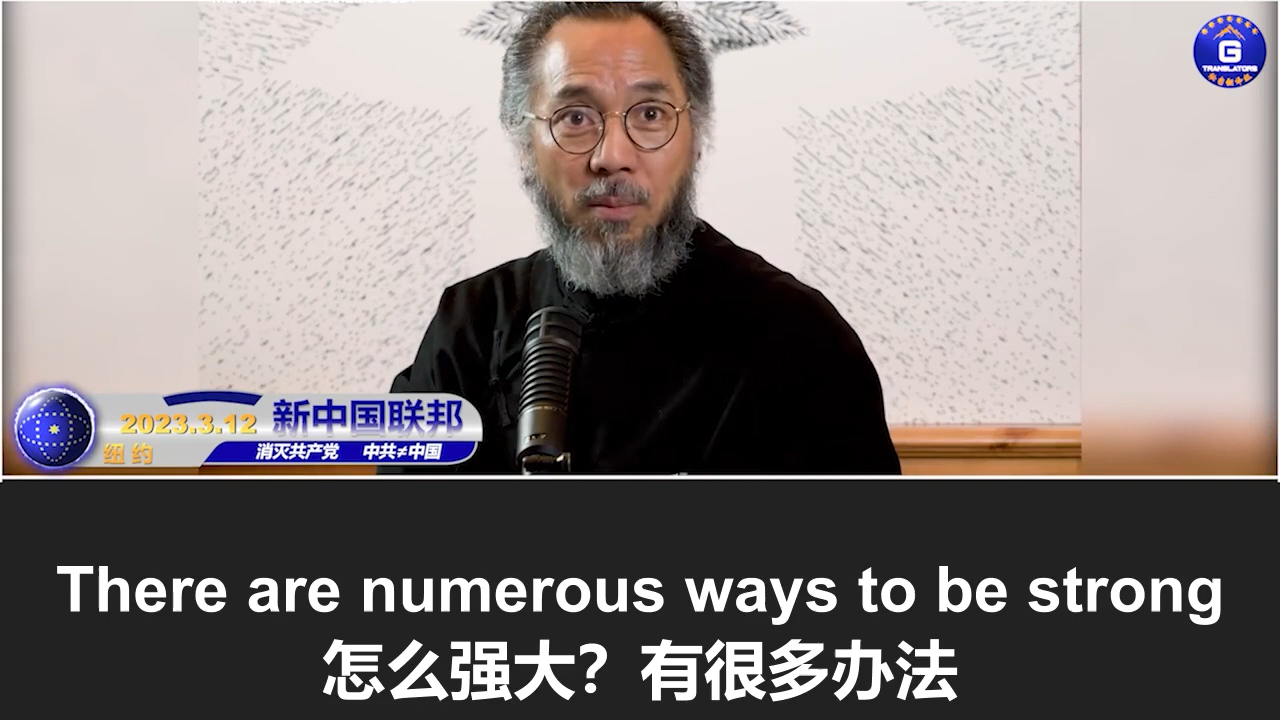 G
TRANSLATORS
2023.3.12
新中国联邦
纽约
消灭共产党 中共≠中国
There are numerous ways to be strong
怎么强大？有很多办法